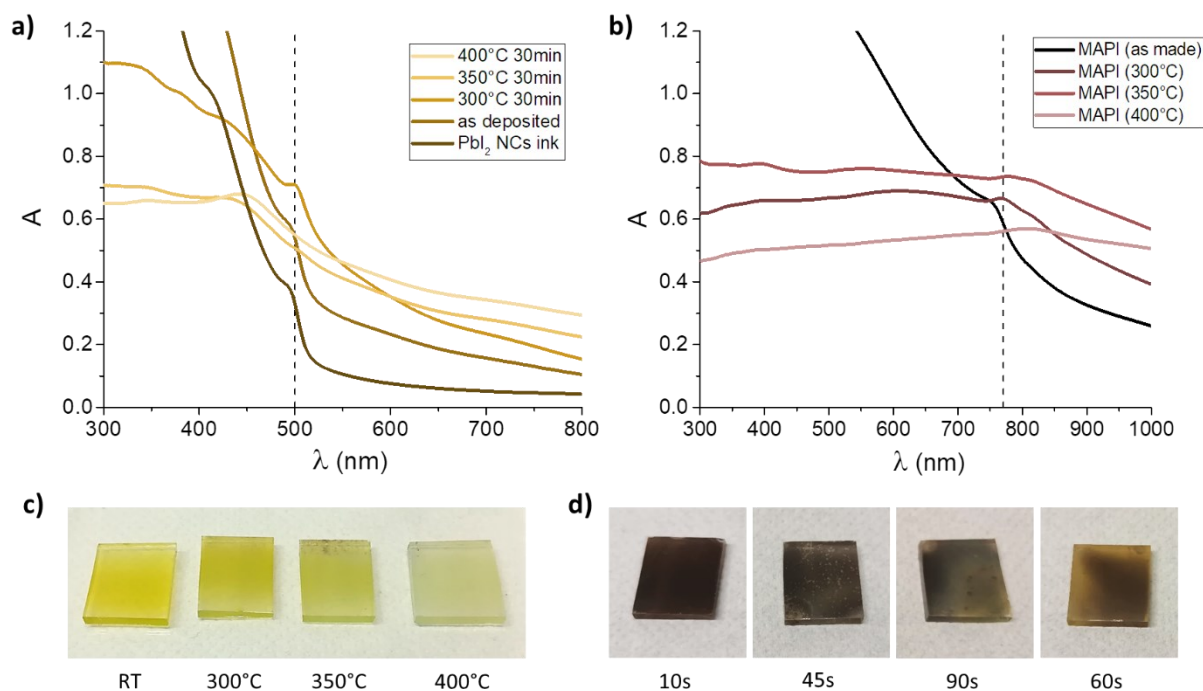 a)
1.2
1.0
0.8
0.6
0.4
0.2
0.0
A
400°C 30min
350°C 30min
300°C 30min
as deposited
PbI₂ NCs ink
300 400 500 600 700 800
λ (nm)
b)
1.2
1.0
0.8
0.6
0.4
0.2
0.0
A
MAPI (as made)
MAPI (300°C)
MAPI (350°C)
MAPI (400°C)
300 400 500 600 700 800 900 1000
λ (nm)
c)
RT 300°C 350°C 400°C
d)
10s 45s 90s 60s